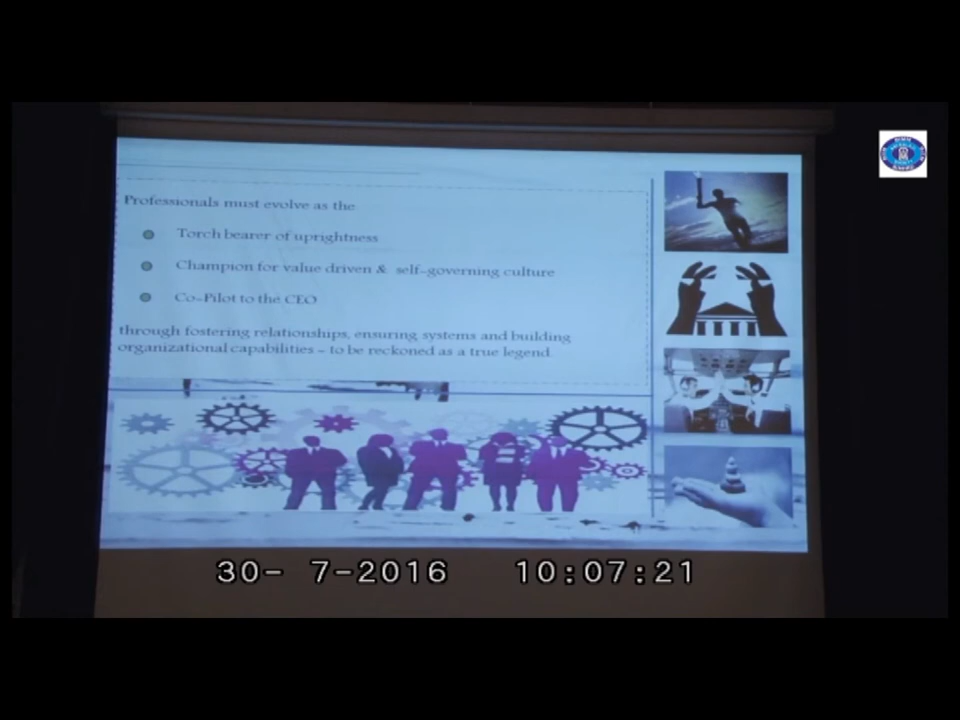 Professionals must evolve as the
Torch bearer of uprightness
Champion for value driven & self-governing culture
Co-Pilot to the CEO
through fostering relationships, ensuring systems and building
organizational capabilities - to be reckoned as a true legend.
30- 7-2016 10:07:21